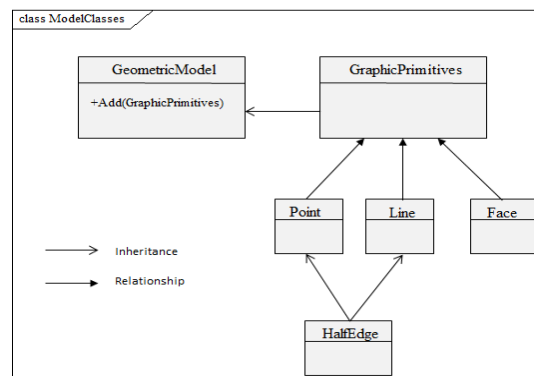 class ModelClasses
GeometricModel
+Add(GraphicPrimitives)
GraphicPrimitives
Point
Line
Face
Inheritance
Relationship
HalfEdge